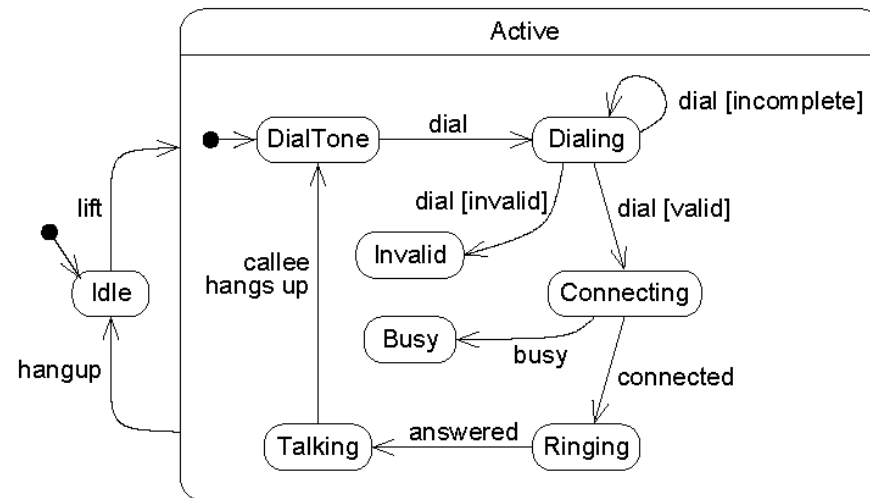 Active
dial [incomplete]
DialTone
dial
Dialing
lift
dial [invalid]
dial [valid]
Invalid
callee
hangs up
Idle
Connecting
Busy
busy
hangup
connected
Talking
answered
Ringing